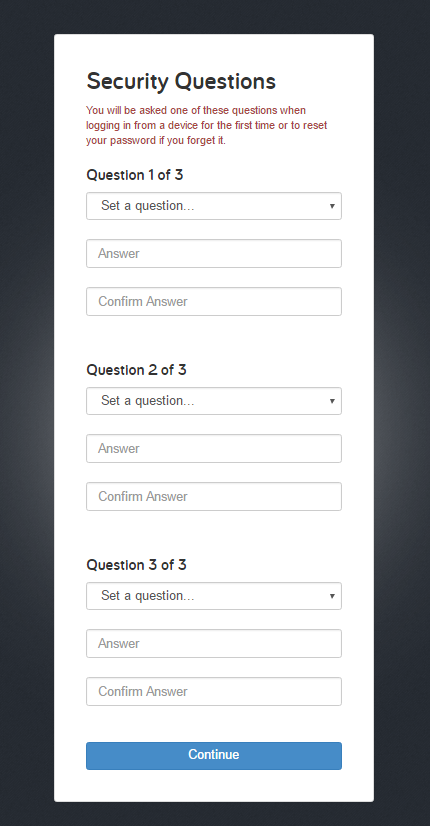 Security Questions
You will be asked one of these questions when
logging in from a device for the first time or to reset
your password if you forget it.
Question 1 of 3
Set a question...
Answer
Confirm Answer
Question 2 of 3
Set a question...
Answer
Confirm Answer
Question 3 of 3
Set a question...
Answer
Confirm Answer
Continue